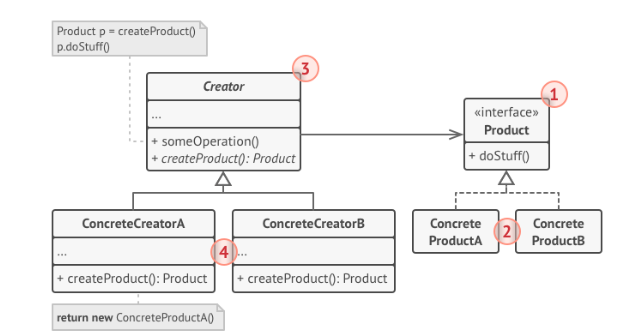 Product p = createProduct()
p.doStuff()
3
Creator
...
+ someOperation()
+ createProduct(): Product
1
«interface»
Product
+ doStuff()
ConcreteCreatorA
...
+ createProduct(): Product
4
ConcreteCreatorB
...
+ createProduct(): Product
Concrete
ProductA
2
Concrete
ProductB
return new ConcreteProductA()